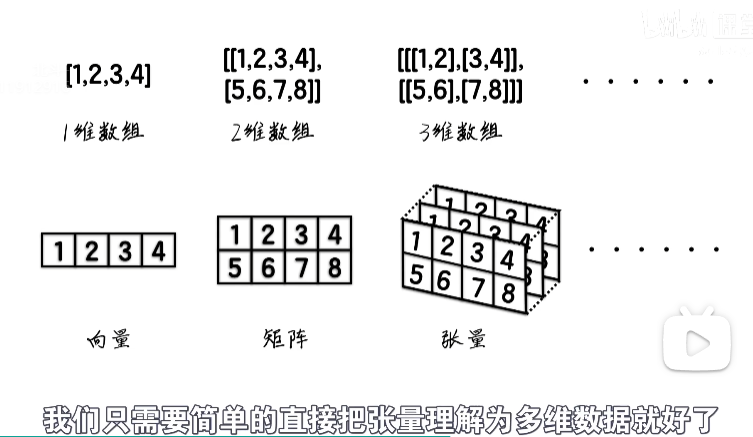 [1,2,3,4]
[[1,2,3,4],
[5,6,7,8]]
[[[1,2],[3,4]],
[[5,6],[7,8]]]
· · · · · ·
1维数组
2维数组
3维数组
1 2 3 4
1 2 3 4
5 6 7 8
1 2 3 4
1 2 3 4
1 2 3 4
5 6 7 8
· · · · · ·
向量
矩阵
张量
我们只需要简单的直接把张量理解为多维数据就好了